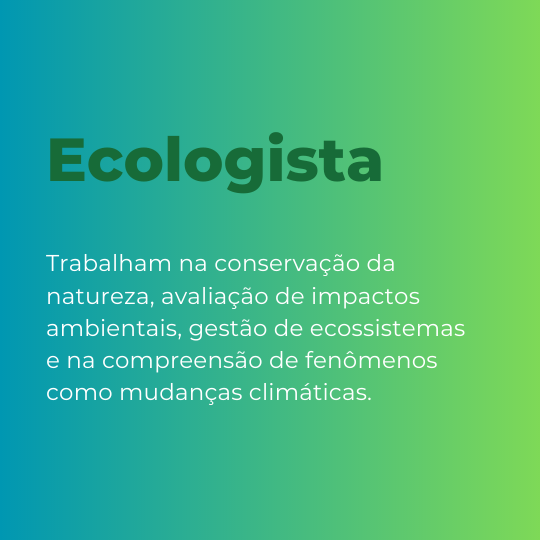 Ecologista
Trabalham na conservação da
natureza, avaliação de impactos
ambientais, gestão de ecossistemas
e na compreensão de fenômenos
como mudanças climáticas.